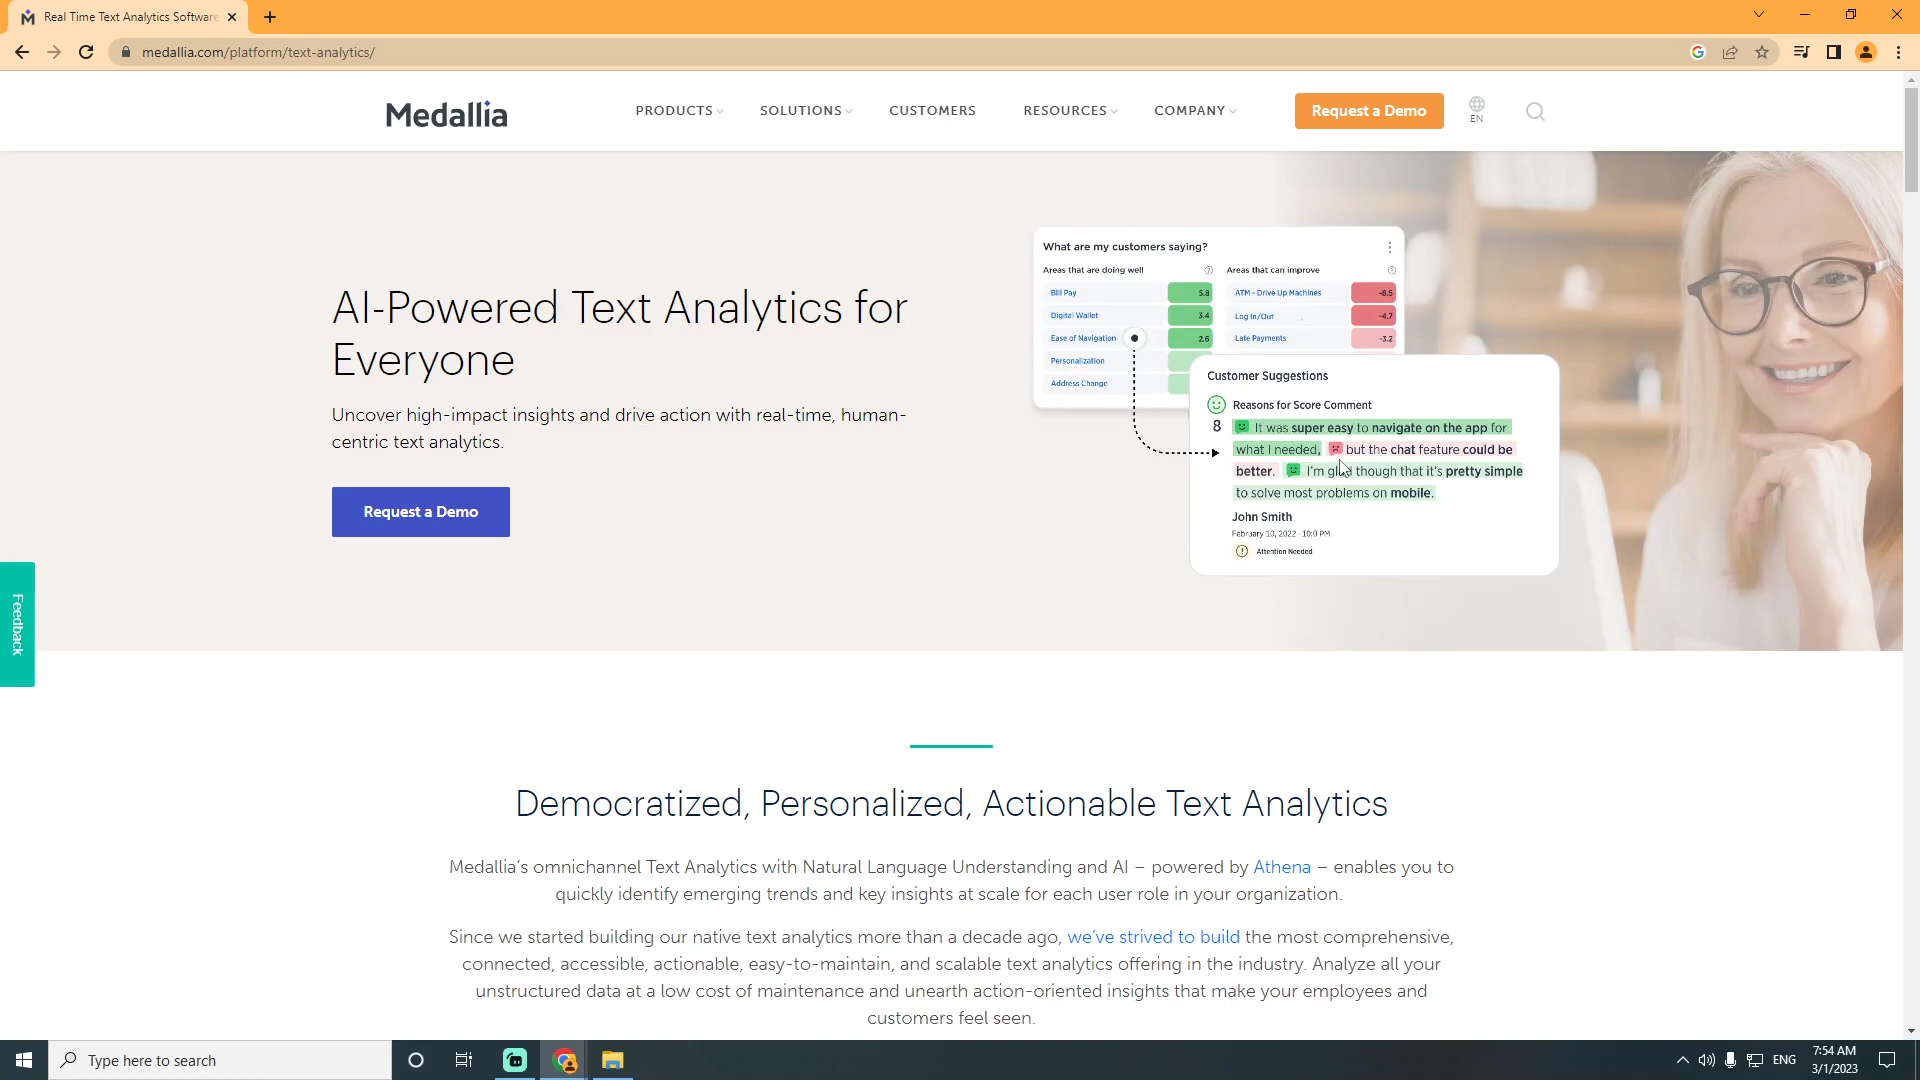 Real Time Text Analytics Software
medallia.com/platform/text-analytics/
Medallia
PRODUCTS
SOLUTIONS
CUSTOMERS
RESOURCES
COMPANY
Request a Demo
EN
AI-Powered Text Analytics for
Everyone
Uncover high-impact insights and drive action with real-time, human-
centric text analytics.
Request a Demo
What are my customers saying?
Areas that are doing well
Areas that can improve
Bill Pay 5.8
ATM - Drive Up Machines -8.5
Digital Wallet 3.4
Log In/Out -4.7
Ease of Navigation 2.6
Late Payments -3.2
Personalization
Address Change
Customer Suggestions
Reasons for Score Comment
8
It was super easy to navigate on the app for
what I needed, but the chat feature could be
better. I'm glad though that it's pretty simple
to solve most problems on mobile.
John Smith
February 10, 2022 - 10:0 PM
Attention Needed
Feedback
Democratized, Personalized, Actionable Text Analytics
Medallia's omnichannel Text Analytics with Natural Language Understanding and AI – powered by Athena – enables you to
quickly identify emerging trends and key insights at scale for each user role in your organization.
Since we started building our native text analytics more than a decade ago, we've strived to build the most comprehensive,
connected, accessible, actionable, easy-to-maintain, and scalable text analytics offering in the industry. Analyze all your
unstructured data at a low cost of maintenance and unearth action-oriented insights that make your employees and
customers feel seen.
Type here to search
ENG
7:54 AM
3/1/2023